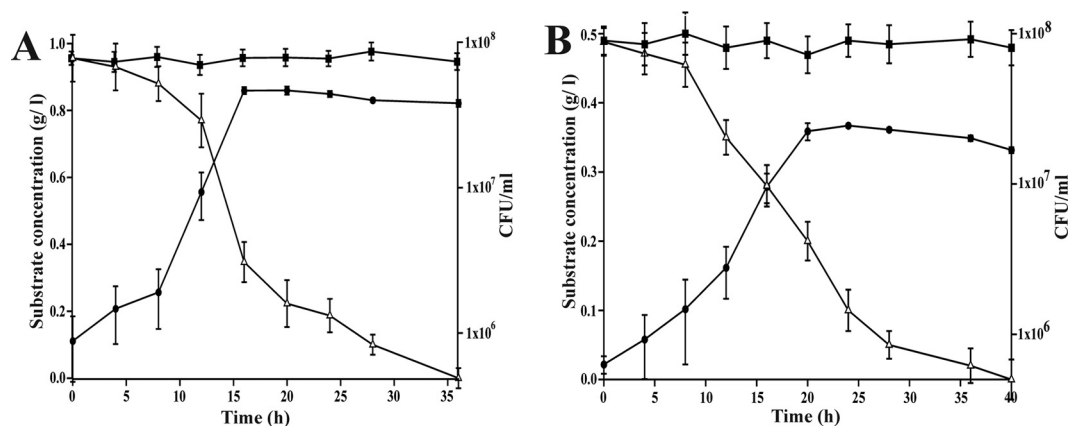 A
Substrate concentration (g/ l)
1.0
0.8
0.6
0.4
0.2
0.0
0 5 10 15 20 25 30 35
Time (h)
1x10⁸
1x10⁷
1x10⁶
CFU/ml
B
Substrate concentration (g/ l)
0.5
0.4
0.3
0.2
0.1
0.0
0 5 10 15 20 25 30 35 40
Time (h)
1x10⁸
1x10⁷
1x10⁶
CFU/ml